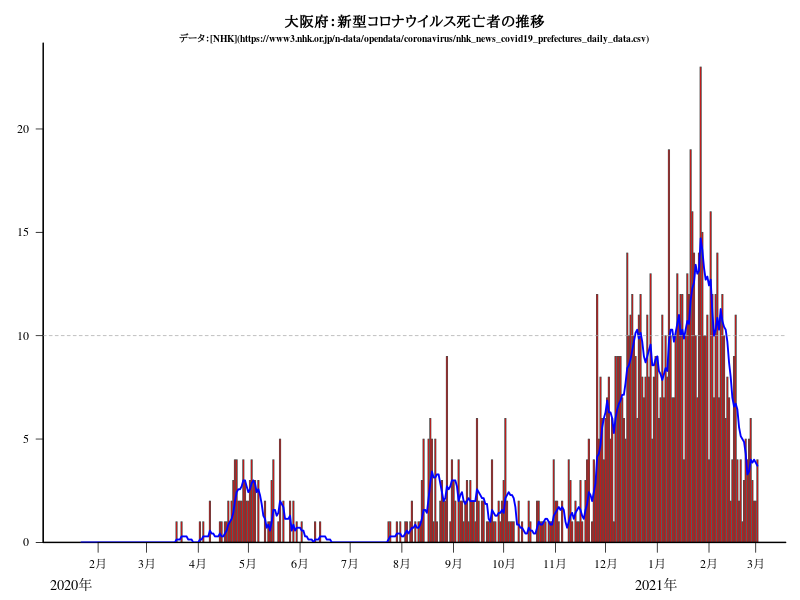 大阪府：新型コロナウイルス死亡者の推移
データ：[NHK](https://www3.nhk.or.jp/n-data/opendata/coronavirus/nhk_news_covid19_prefectures_daily_data.csv)
20
15
10
5
0
2月 3月 4月 5月 6月 7月 8月 9月 10月 11月 12月 1月 2月 3月
2020年 2021年